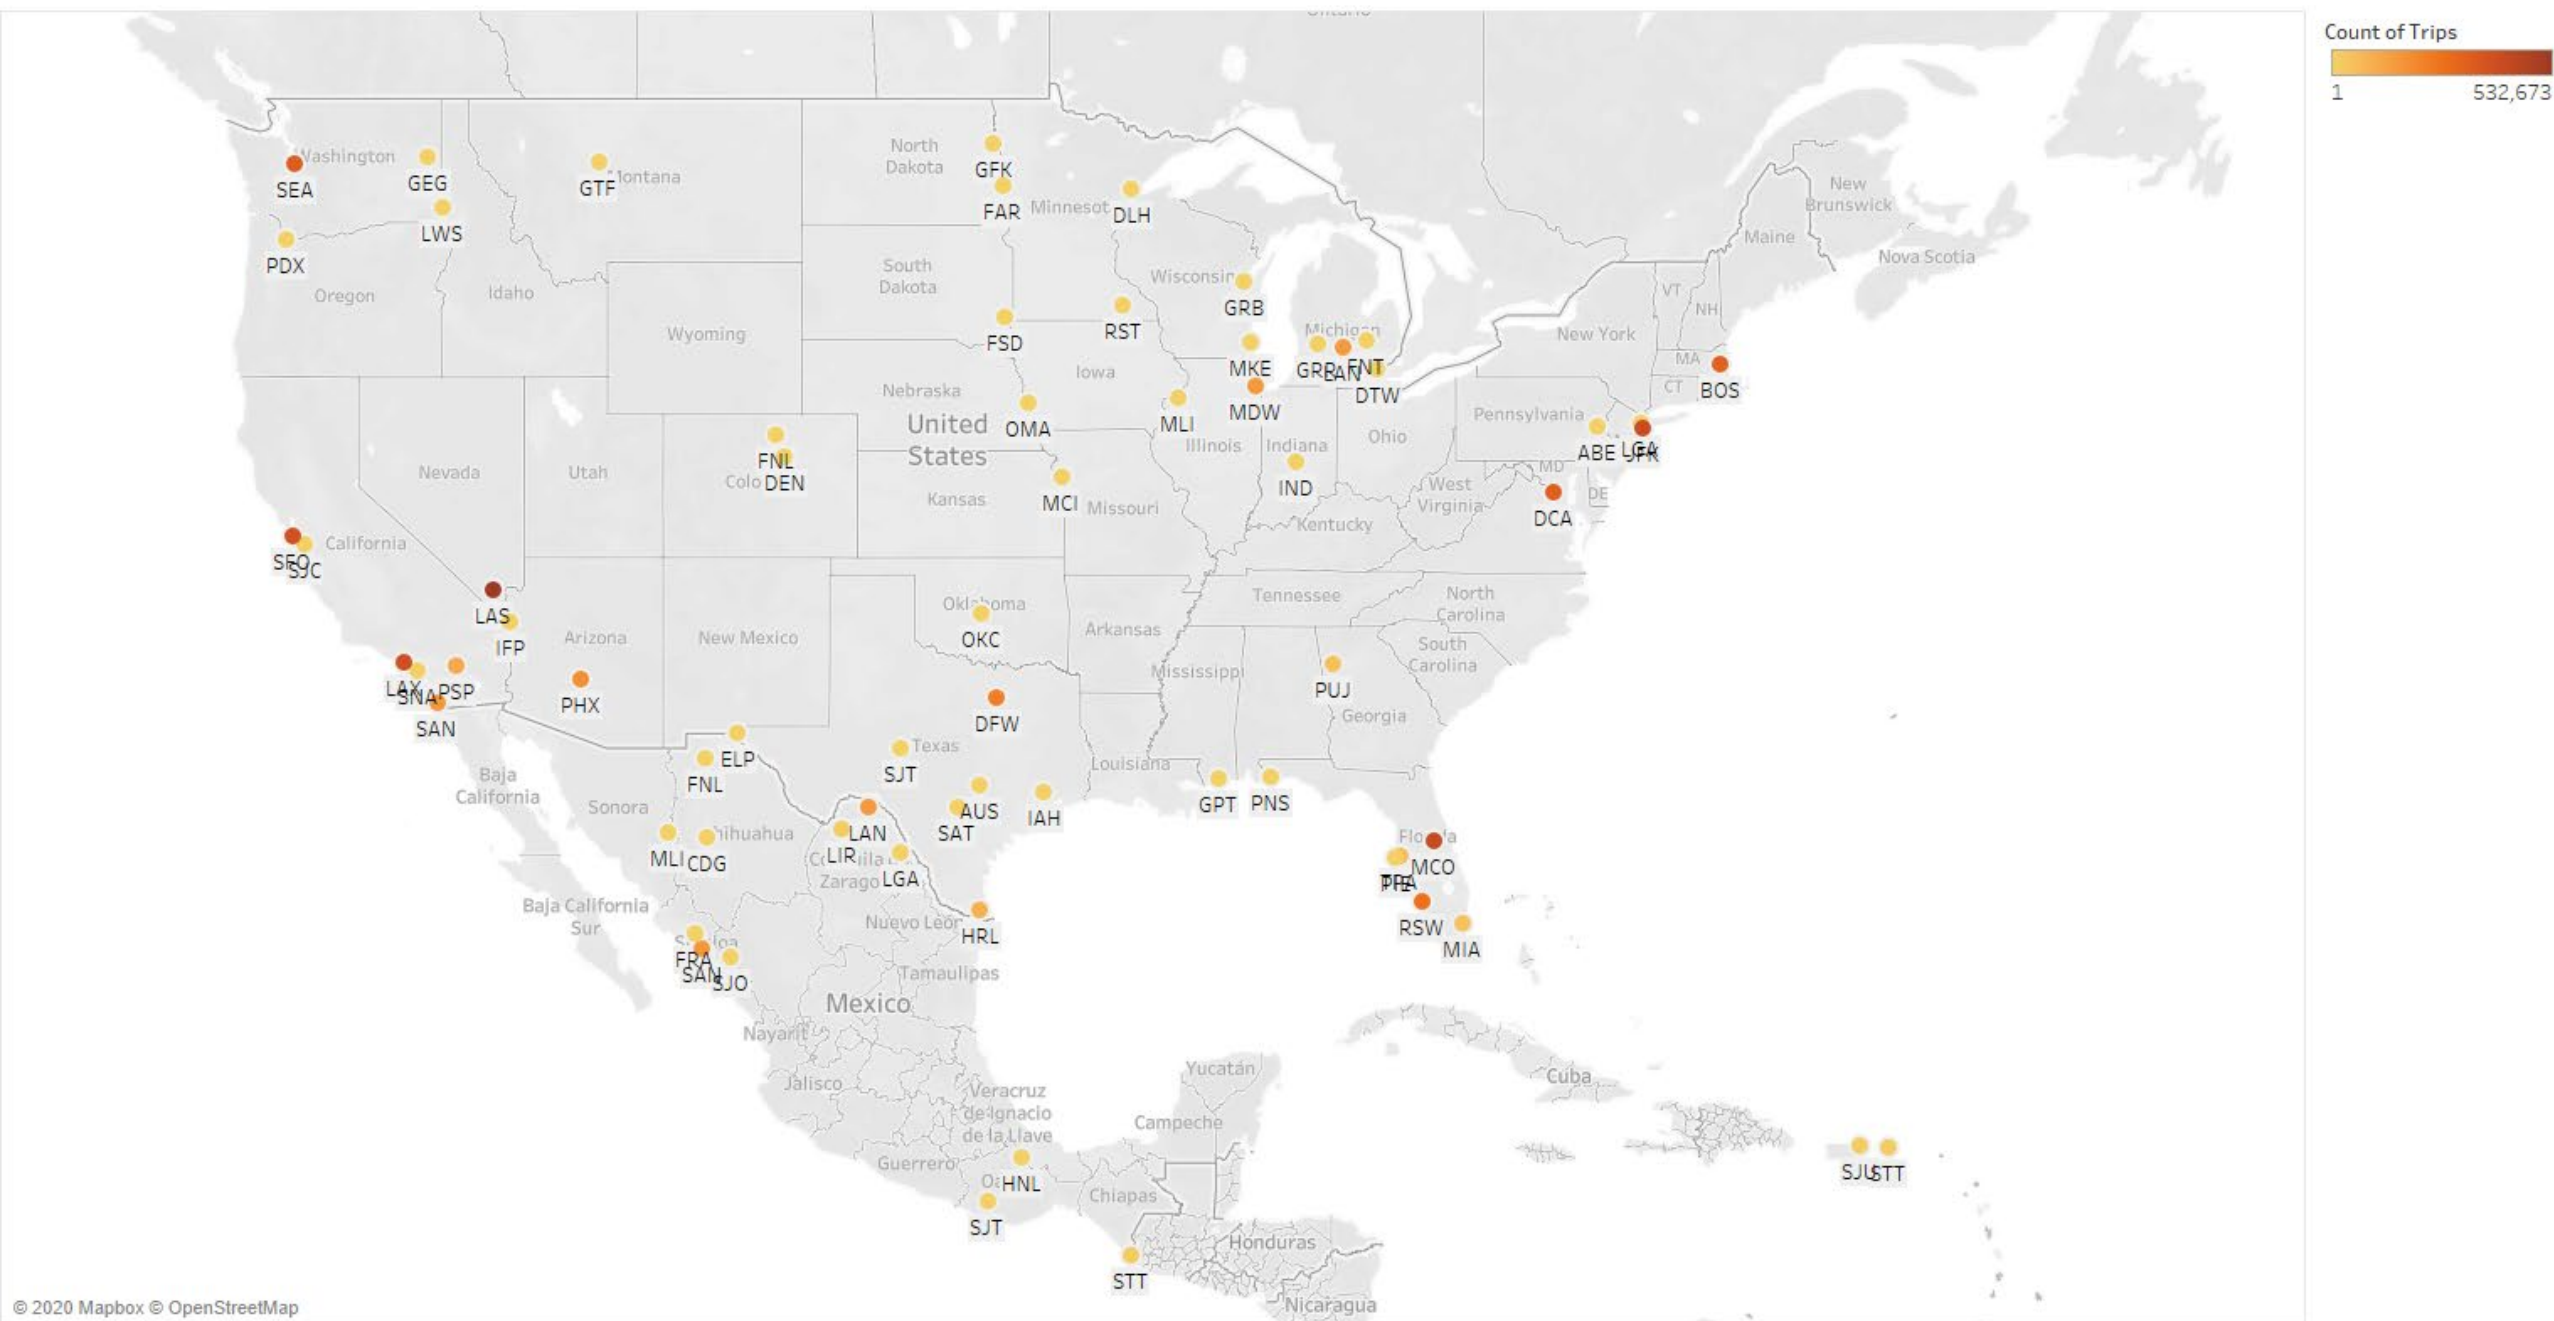 Ontario
Count of Trips
1
532,673
North
Dakota
GFK
Washington
SEA
GEG
GTF
Montana
New
Brunswick
FAR
Minnesot
DLH
LWS
Maine
PDX
Nova Scotia
Oregon
Idaho
South
Dakota
Wisconsin
GRB
VT
NH
Wyoming
FSD
RST
Michigan
New York
MKE
GRR
LAN
FNT
MA
Iowa
DTW
CT
BOS
Nebraska
MDW
United
States
OMA
MLI
Pennsylvania
Illinois
Indiana
Ohio
ABE
LGA
JFK
FNL
Colo
DEN
Nevada
Utah
MD
DE
Kansas
MCI
Missouri
IND
West
Virginia
DCA
Kentucky
California
SFO
SJC
LAS
IFP
Arizona
New Mexico
Oklahoma
OKC
Arkansas
Tennessee
North
Carolina
South
Carolina
Mississippi
LAX
SNA
PSP
SAN
PHX
DFW
PUJ
Georgia
ELP
FNL
Texas
SJT
Louisiana
Baja
California
Sonora
AUS
SAT
IAH
GPT
PNS
LAN
LIR
MLI
CDG
hihuahua
LGA
Zarago
Florida
MCO
TPA
PIE
RSW
MIA
Baja California
Sur
Nuevo León
HRL
FRA
SAN
SJO
Tamaulipas
Mexico
Nayarit
Jalisco
Veracruz
de Ignacio
de la Llave
Yucatán
Campeche
Cuba
Guerrero
HNL
SJU
STT
Chiapas
SJT
Honduras
STT
Nicaragua
© 2020 Mapbox © OpenStreetMap